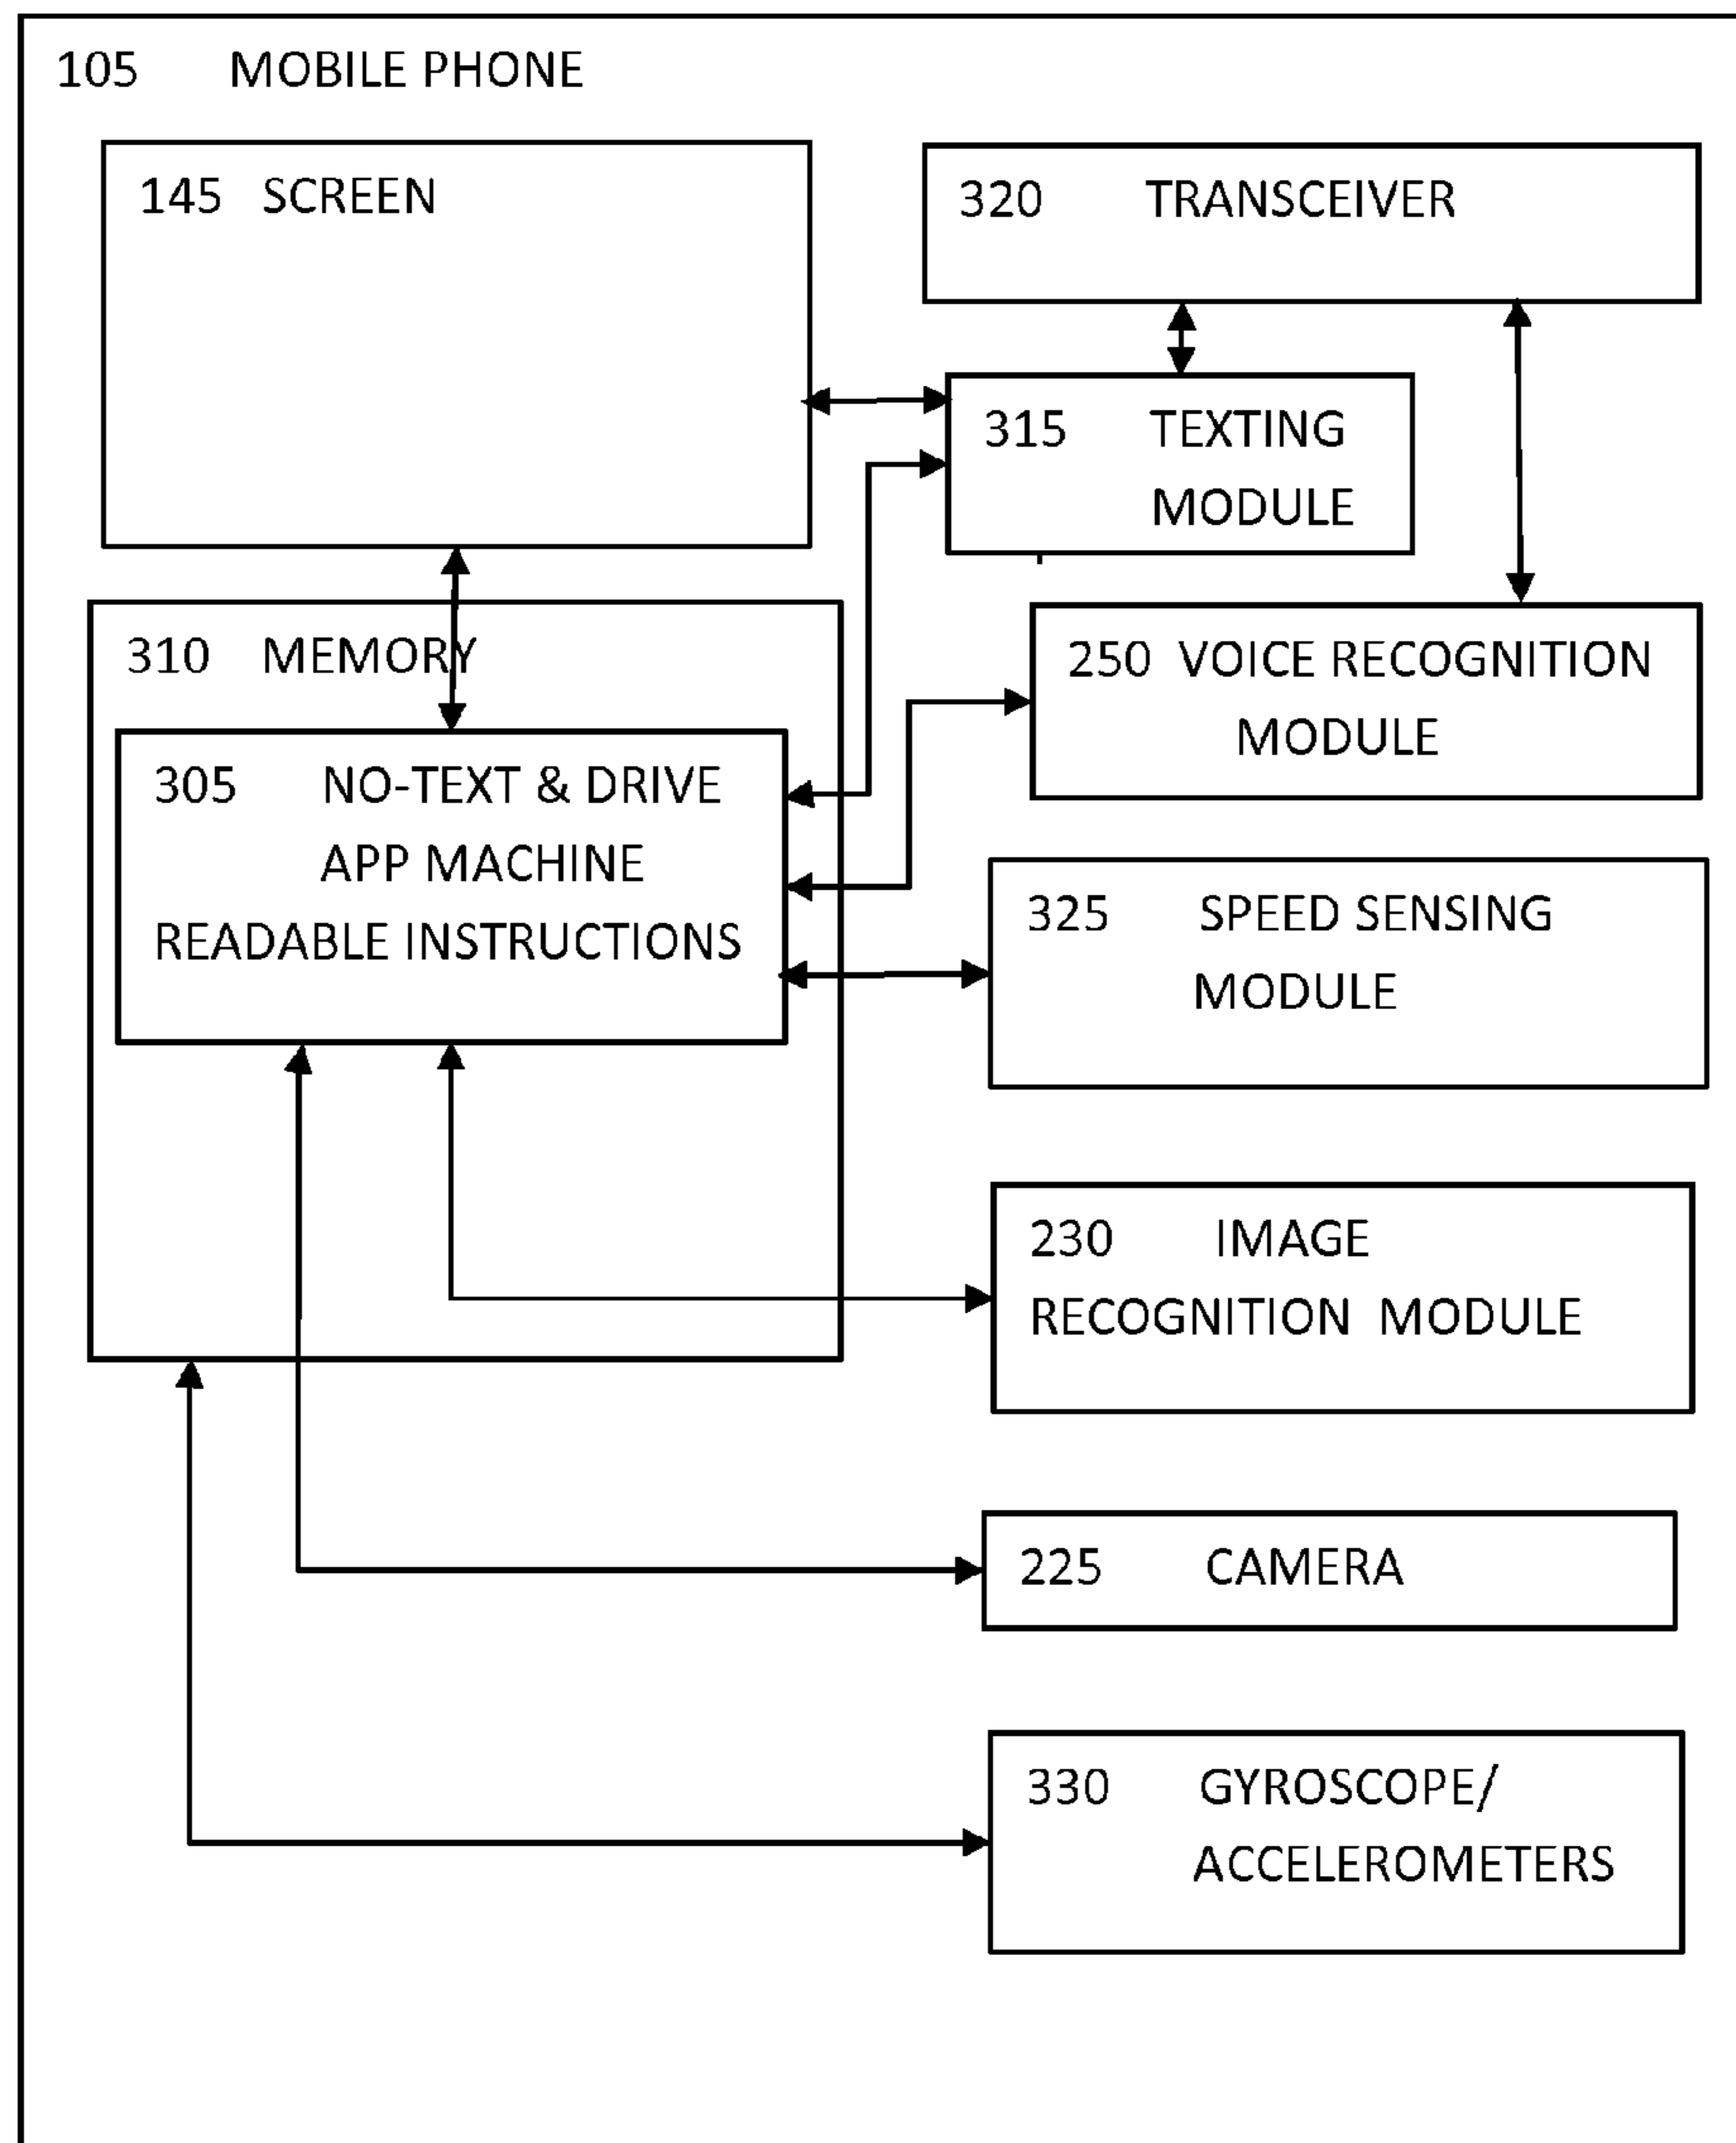 105 MOBILE PHONE
145 SCREEN
320 TRANSCEIVER
315 TEXTING
MODULE
310 MEMORY
250 VOICE RECOGNITION
MODULE
305 NO-TEXT & DRIVE
APP MACHINE
READABLE INSTRUCTIONS
325 SPEED SENSING
MODULE
230 IMAGE
RECOGNITION MODULE
225 CAMERA
330 GYROSCOPE/
ACCELEROMETERS